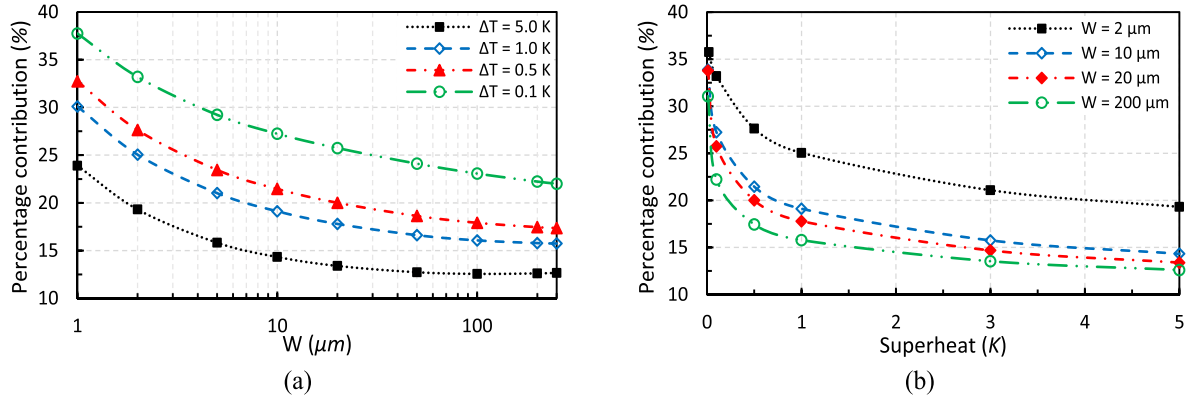 Percentage contribution (%)
40
35
30
25
20
15
10
1
10
100
W (μm)
ΔT = 5.0 K
ΔT = 1.0 K
ΔT = 0.5 K
ΔT = 0.1 K
(a)
Percentage contribution (%)
40
35
30
25
20
15
10
0
1
2
3
4
5
Superheat (K)
W = 2 μm
W = 10 μm
W = 20 μm
W = 200 μm
(b)